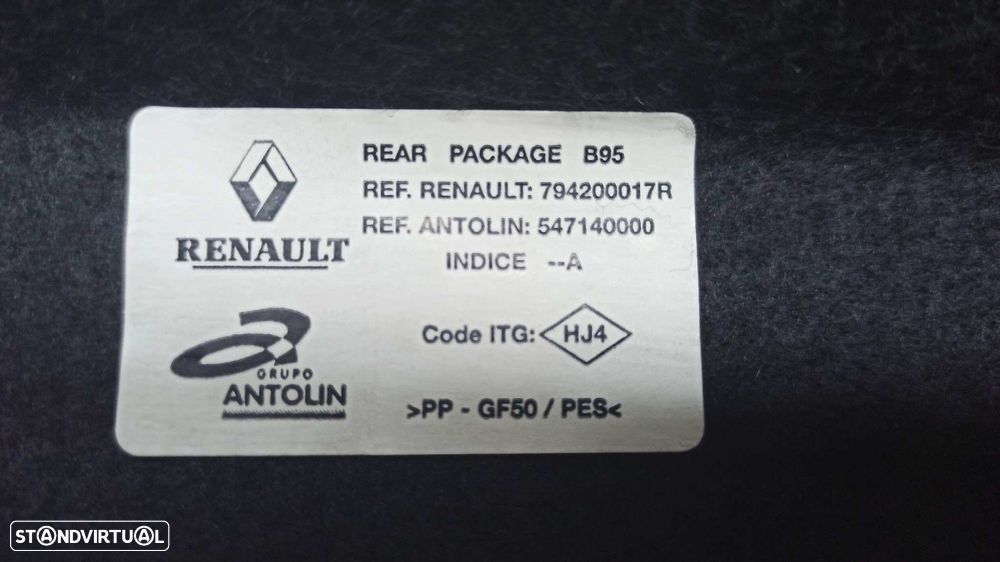 REAR PACKAGE B95
REF. RENAULT: 794200017R
REF. ANTOLIN: 547140000
INDICE --A
RENAULT
Code ITG: HJ4
GRUPO
ANTOLIN
>PP - GF50 / PES<
STANDVIRTUAL